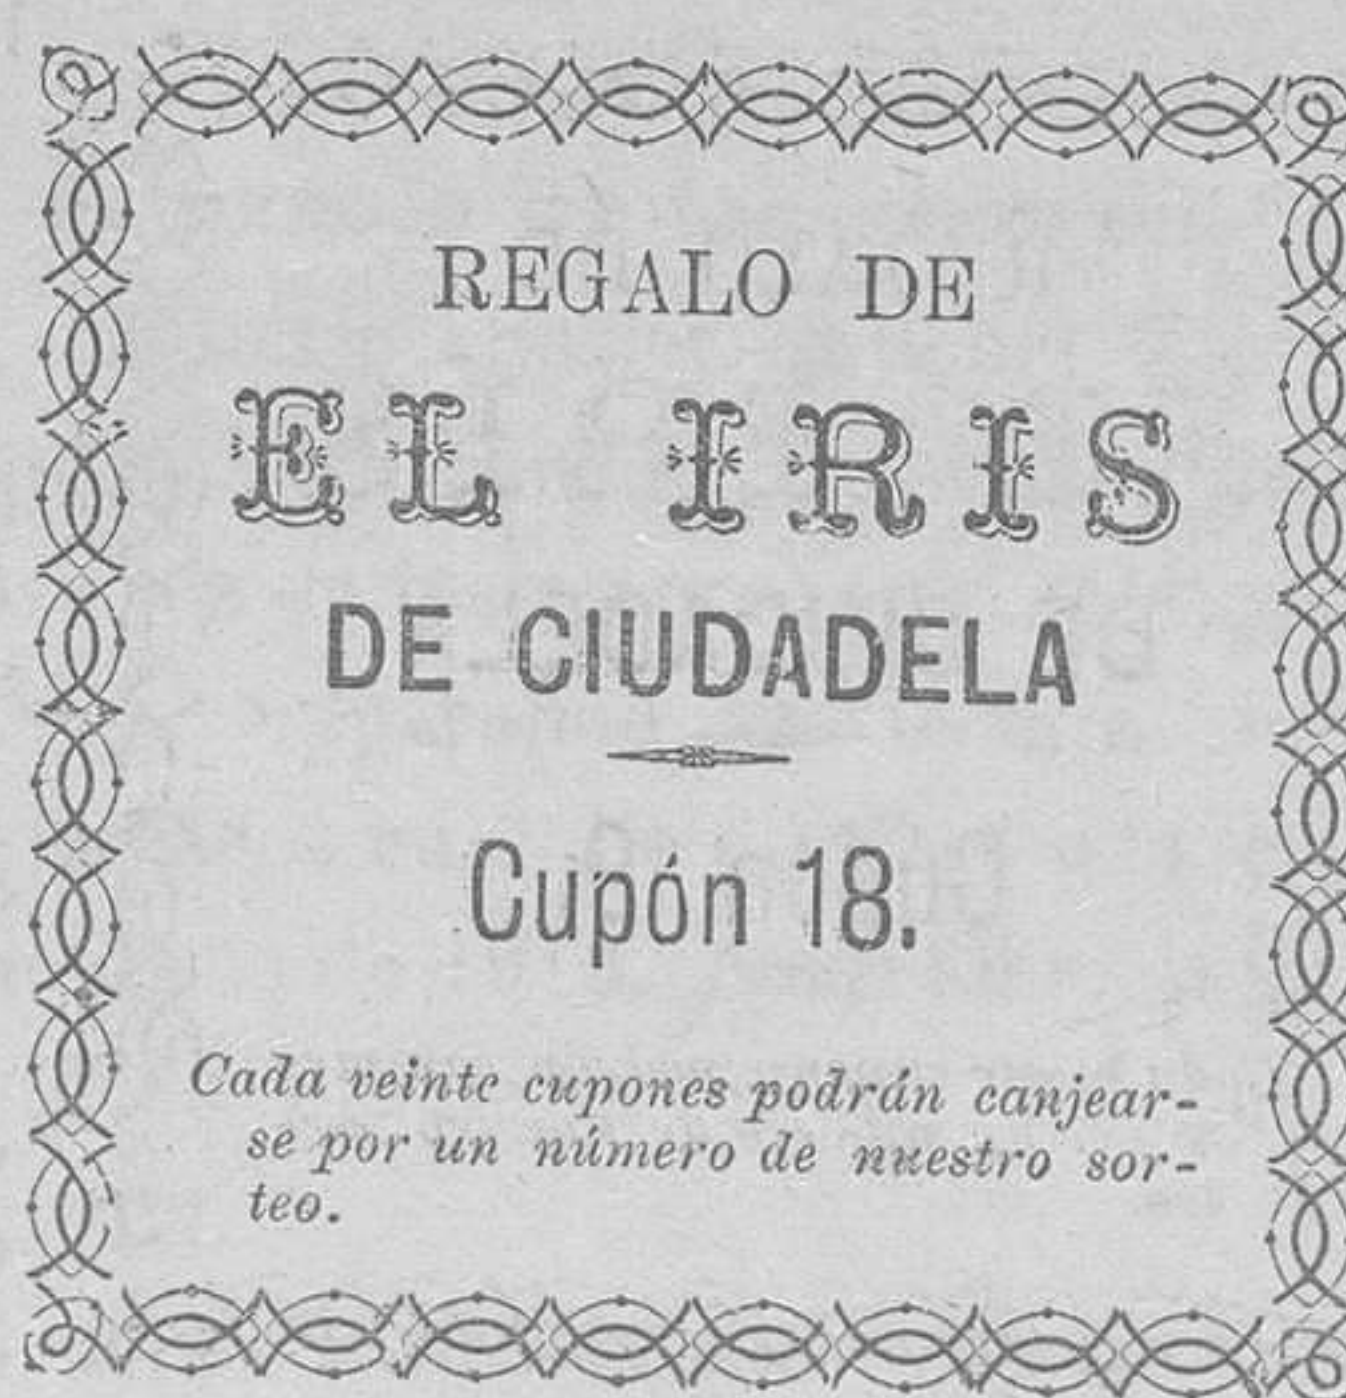 REGALO DE
EL IRIS
DE CIUDADELA
Cupón 18.
Cada veinte cupones podrán canjear-
se por un número de nuestro sor-
teo.